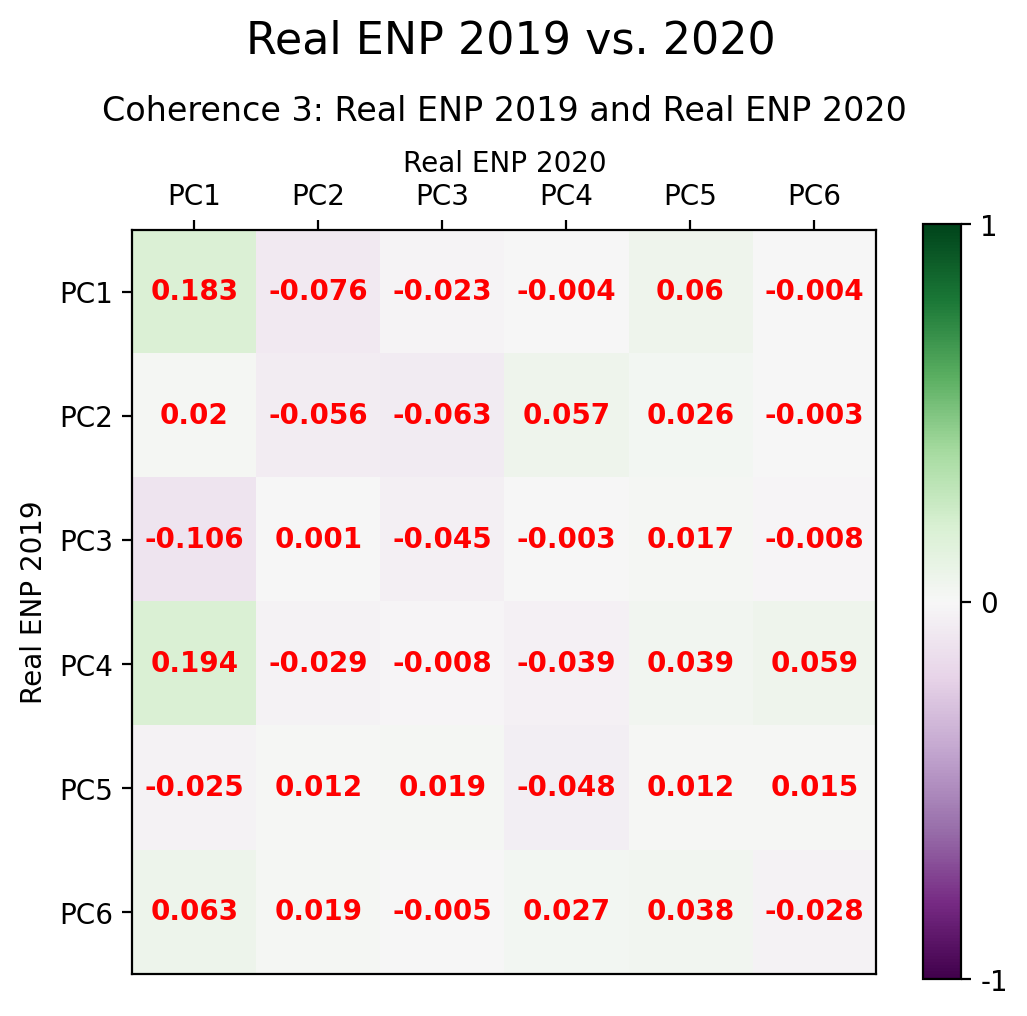 Real ENP 2019 vs. 2020
Coherence 3: Real ENP 2019 and Real ENP 2020
Real ENP 2020
PC1 PC2 PC3 PC4 PC5 PC6
1
PC1 0.183 -0.076 -0.023 -0.004 0.06 -0.004
PC2 0.02 -0.056 -0.063 0.057 0.026 -0.003
PC3 -0.106 0.001 -0.045 -0.003 0.017 -0.008
0
Real ENP 2019
PC4 0.194 -0.029 -0.008 -0.039 0.039 0.059
PC5 -0.025 0.012 0.019 -0.048 0.012 0.015
PC6 0.063 0.019 -0.005 0.027 0.038 -0.028
-1